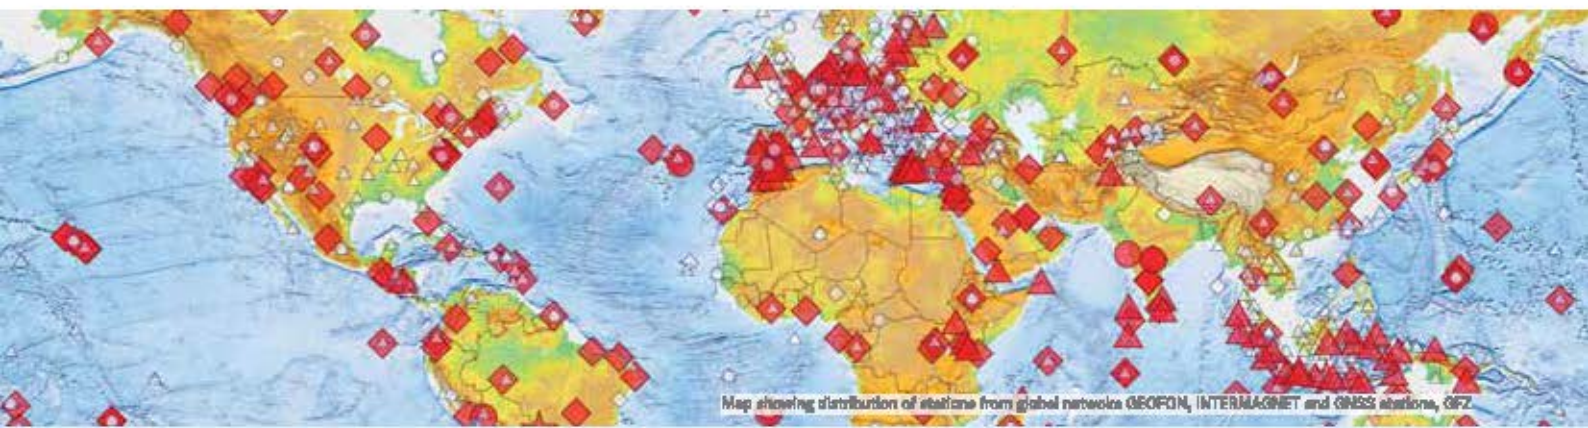 Map showing distribution of stations from global networks GEOFON, INTERMAGNET and GNSS stations, GFZ